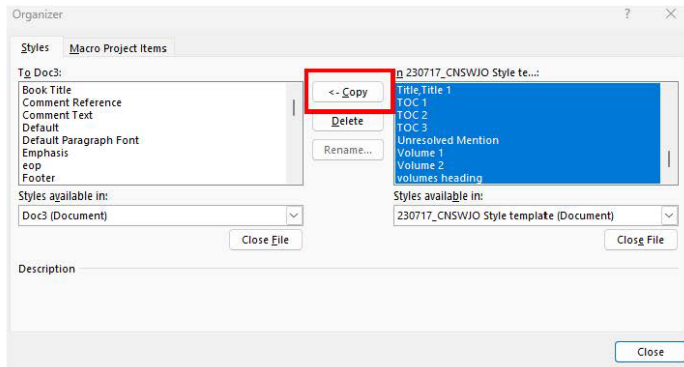 Organizer
? ×
Styles Macro Project Items
To Doc3:
Book Title
Comment Reference
Comment Text
Default
Default Paragraph Font
Emphasis
eop
Footer
Styles available in:
Doc3 (Document)
Close File
<- Copy
Delete
Rename...
n 230717_CNSWJO Style te...:
Title,Title 1
TOC 1
TOC 2
TOC 3
Unresolved Mention
Volume 1
Volume 2
volumes heading
Styles available in:
230717_CNSWJO Style template (Document)
Close File
Description
Close